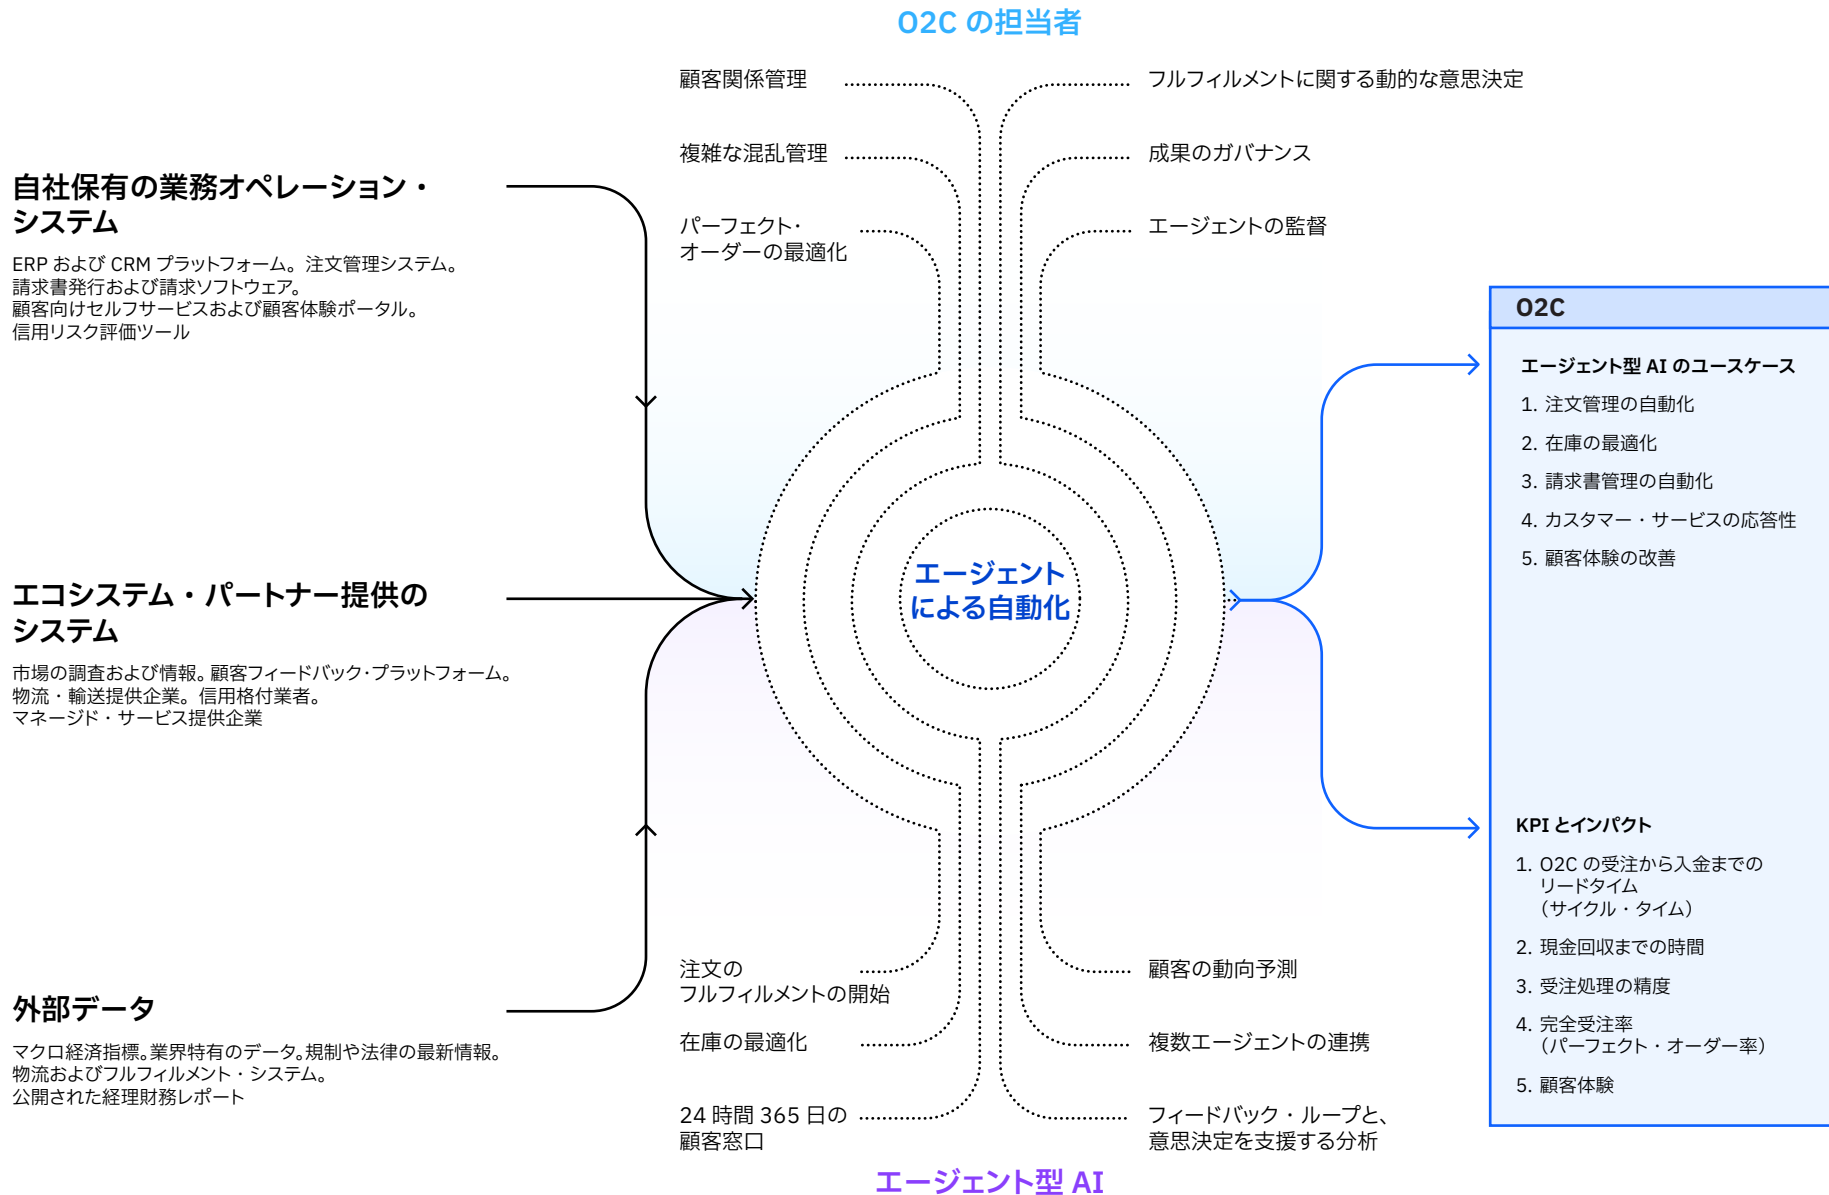 O2C の担当者
顧客関係管理
複雑な混乱管理
パーフェクト・
オーダーの最適化
フルフィルメントに関する動的な意思決定
成果のガバナンス
エージェントの監督
自社保有の業務オペレーション・
システム
ERP および CRM プラットフォーム。注文管理システム。
請求書発行および請求ソフトウェア。
顧客向けセルフサービスおよび顧客体験ポータル。
信用リスク評価ツール
エコシステム・パートナー提供の
システム
市場の調査および情報。顧客フィードバック・プラットフォーム。
物流・輸送提供企業。信用格付業者。
マネージド・サービス提供企業
外部データ
マクロ経済指標。業界特有のデータ。規制や法律の最新情報。
物流およびフルフィルメント・システム。
公開された経理財務レポート
エージェント
による自動化
注文の
フルフィルメントの開始
在庫の最適化
24 時間 365 日の
顧客窓口
顧客の動向予測
複数エージェントの連携
フィードバック・ループと、
意思決定を支援する分析
エージェント型 AI
O2C
エージェント型 AI のユースケース
1. 注文管理の自動化
2. 在庫の最適化
3. 請求書管理の自動化
4. カスタマー・サービスの応答性
5. 顧客体験の改善
KPI とインパクト
1. O2C の受注から入金までの
リードタイム
（サイクル・タイム）
2. 現金回収までの時間
3. 受注処理の精度
4. 完全受注率
（パーフェクト・オーダー率）
5. 顧客体験